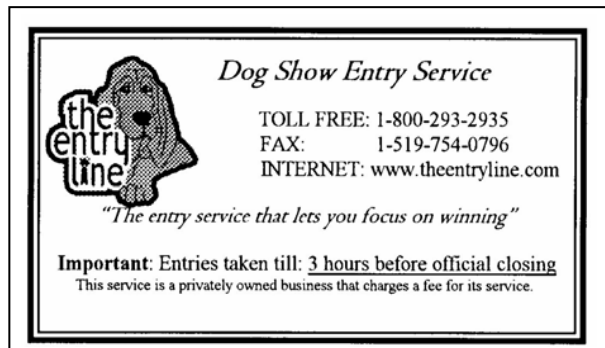 Dog Show Entry Service
the
entry
line
TOLL FREE: 1-800-293-2935
FAX: 1-519-754-0796
INTERNET: www.theentryline.com
"The entry service that lets you focus on winning"
Important: Entries taken till: 3 hours before official closing
This service is a privately owned business that charges a fee for its service.